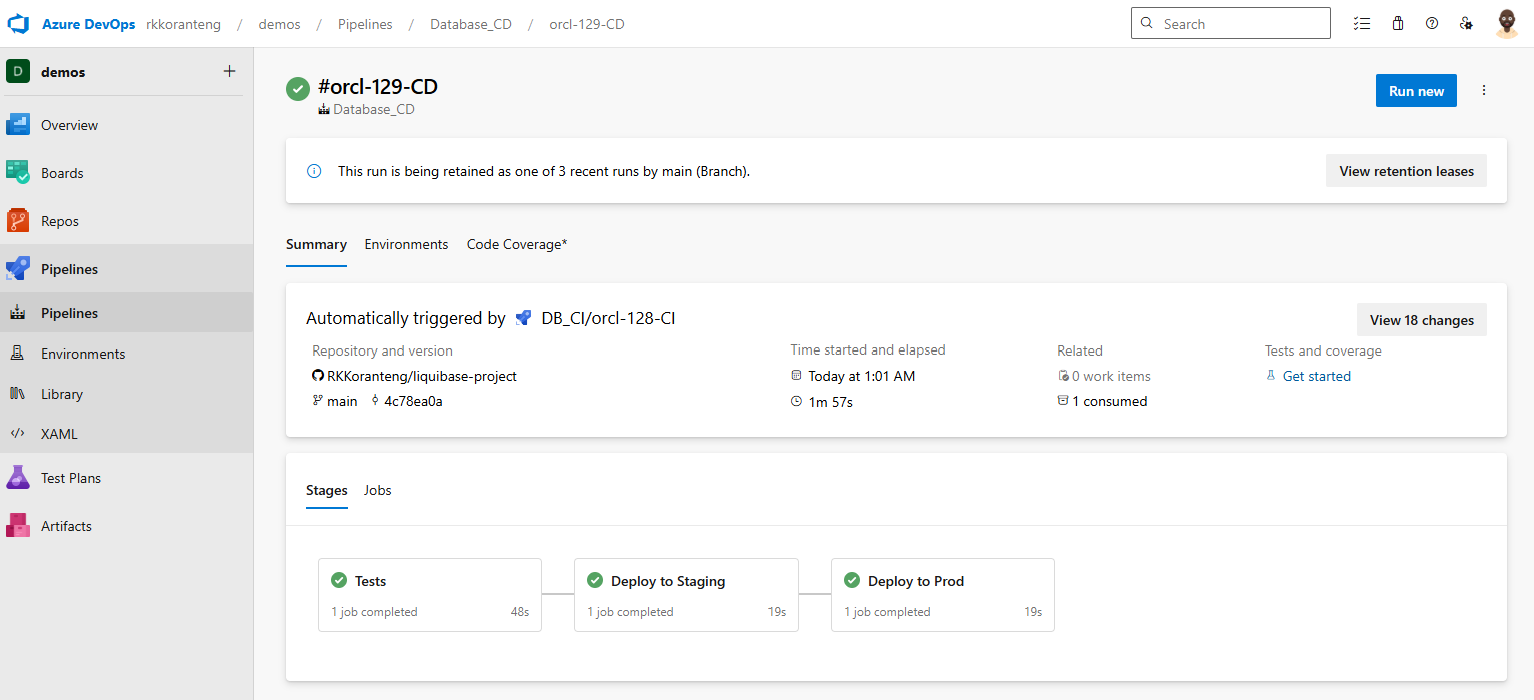 Azure DevOps rkkoranteng / demos / Pipelines / Database_CD / orcl-129-CD
Search
D demos +
Overview
Boards
Repos
Pipelines
Pipelines
Environments
Library
XAML
Test Plans
Artifacts
#orcl-129-CD
Database_CD
Run new
This run is being retained as one of 3 recent runs by main (Branch).
View retention leases
Summary Environments Code Coverage*
Automatically triggered by DB_CI/orcl-128-CI
View 18 changes
Repository and version
RKKoranteng/liquibase-project
main 4c78ea0a
Time started and elapsed
Today at 1:01 AM
1m 57s
Related
0 work items
1 consumed
Tests and coverage
Get started
Stages Jobs
Tests
1 job completed 48s
Deploy to Staging
1 job completed 19s
Deploy to Prod
1 job completed 19s